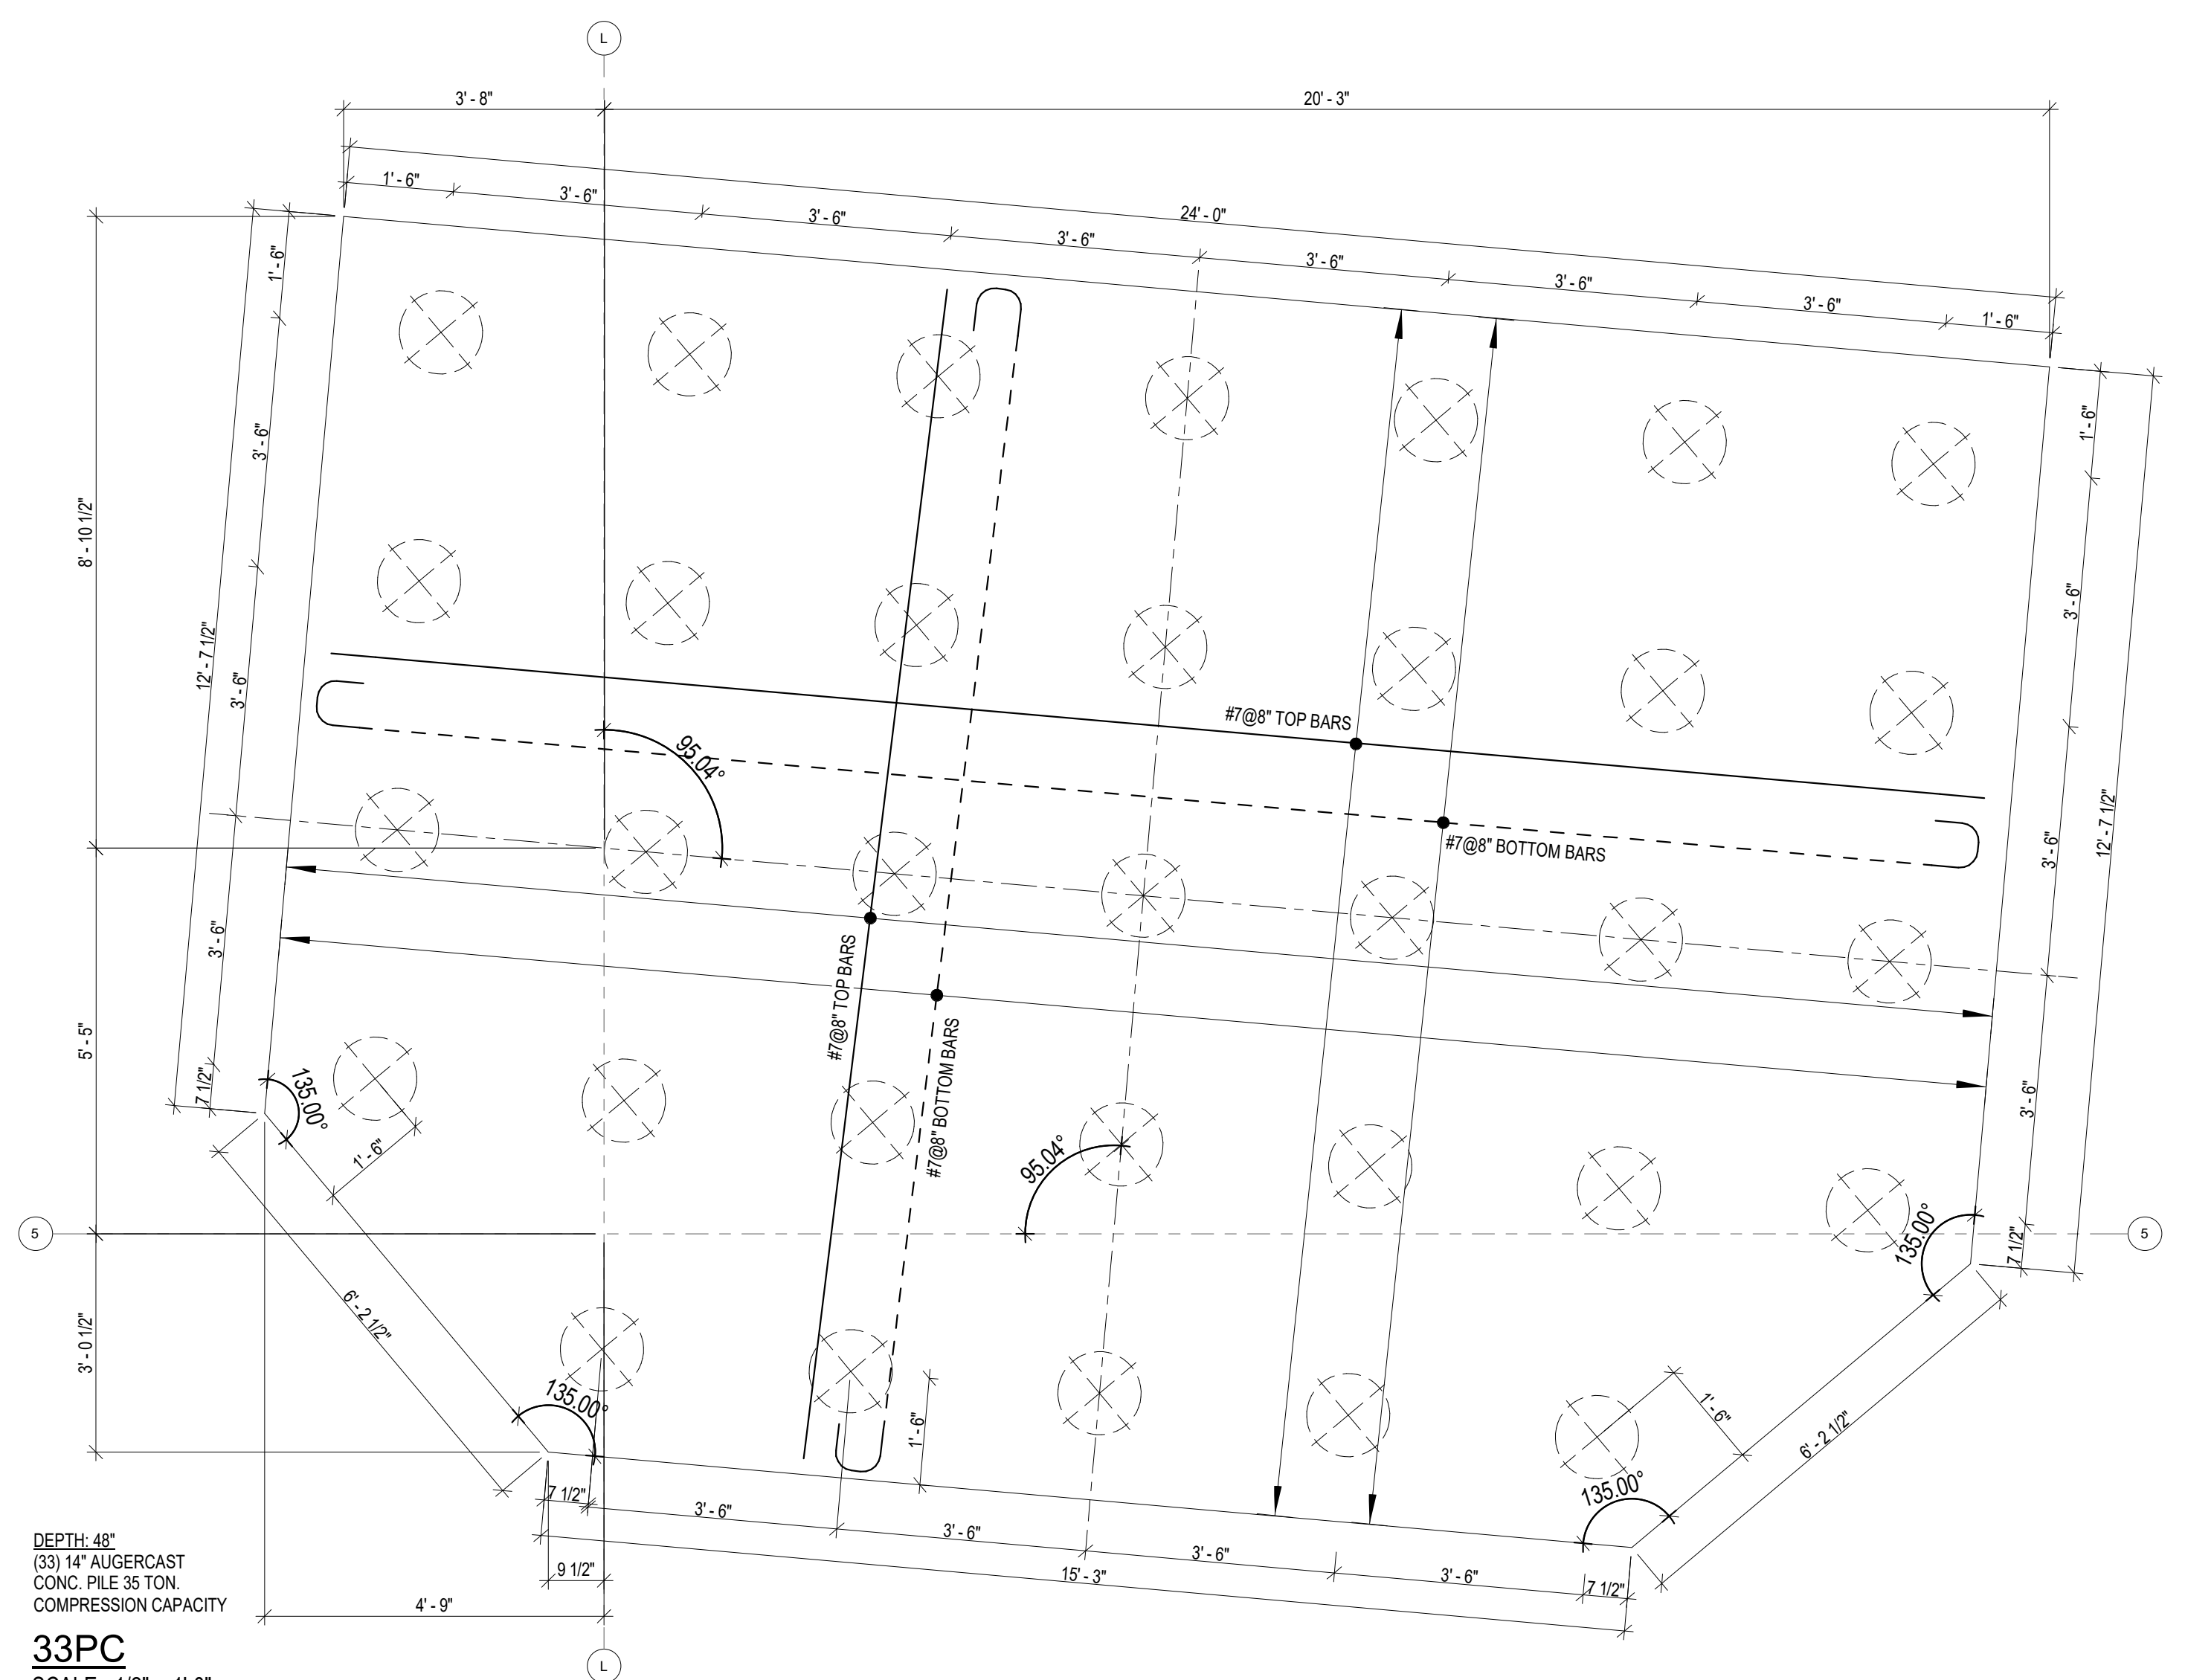 L
3' - 8"
20' - 3"
24' - 0"
1' - 6"
3' - 6"
3' - 6"
3' - 6"
3' - 6"
3' - 6"
3' - 6"
1' - 6"
1' - 6"
3' - 6"
3' - 6"
3' - 6"
7 1/2"
12' - 7 1/2"
8' - 10 1/2"
5' - 5"
3' - 0 1/2"
1' - 6"
3' - 6"
3' - 6"
3' - 6"
7 1/2"
12' - 7 1/2"
#7@8" TOP BARS
#7@8" BOTTOM BARS
95.04°
#7@8" TOP BARS
#7@8" BOTTOM BARS
95.04°
135.00°
1' - 6"
6' - 2 1/2"
135.00°
5
5
135.00°
1' - 6"
6' - 2 1/2"
135.00°
1' - 6"
7 1/2"
3' - 6"
3' - 6"
3' - 6"
3' - 6"
7 1/2"
15' - 3"
9 1/2"
4' - 9"
L
DEPTH: 48"
(33) 14" AUGERCAST
CONC. PILE 35 TON.
COMPRESSION CAPACITY
33PC